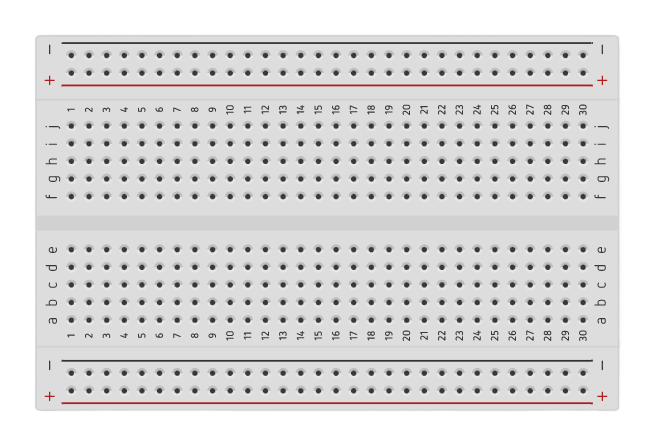 − −
+ +
1 2 3 4 5 6 7 8 9 10 11 12 13 14 15 16 17 18 19 20 21 22 23 24 25 26 27 28 29 30
j j
i i
h h
g g
f f
e e
d d
c c
b b
a a
1 2 3 4 5 6 7 8 9 10 11 12 13 14 15 16 17 18 19 20 21 22 23 24 25 26 27 28 29 30
− −
+ +